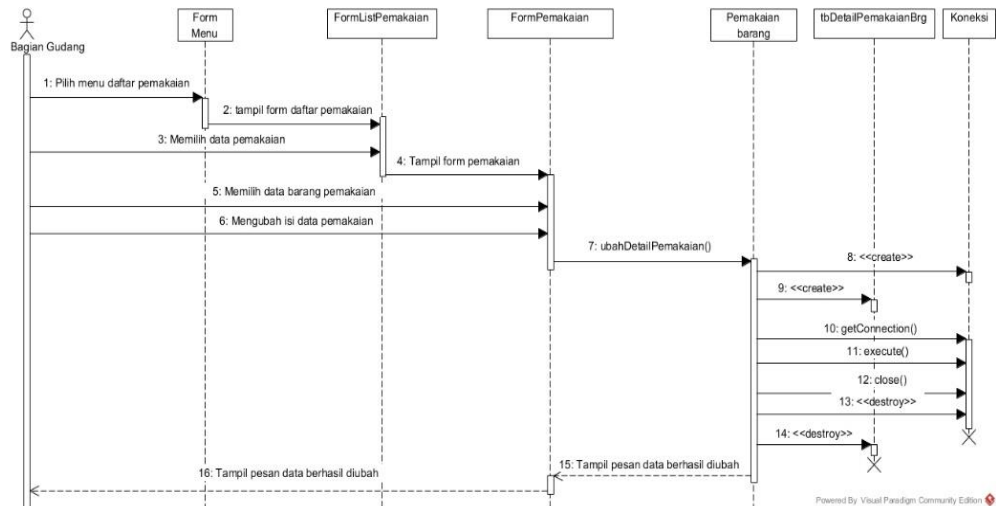 Bagian Gudang
Form
Menu
FormListPemakaian
FormPemakaian
Pemakaian
barang
tbDetailPemakaianBrg
Koneksi
1: Pilih menu daftar pemakaian
2: tampil form daftar pemakaian
3: Memilih data pemakaian
4: Tampil form pemakaian
5: Memilih data barang pemakaian
6: Mengubah isi data pemakaian
7: ubahDetailPemakaian()
8: <<create>>
9: <<create>>
10: getConnection()
11: execute()
12: close()
13: <<destroy>>
14: <<destroy>>
15: Tampil pesan data berhasil diubah
16: Tampil pesan data berhasil diubah
Powered By Visual Paradigm Community Edition